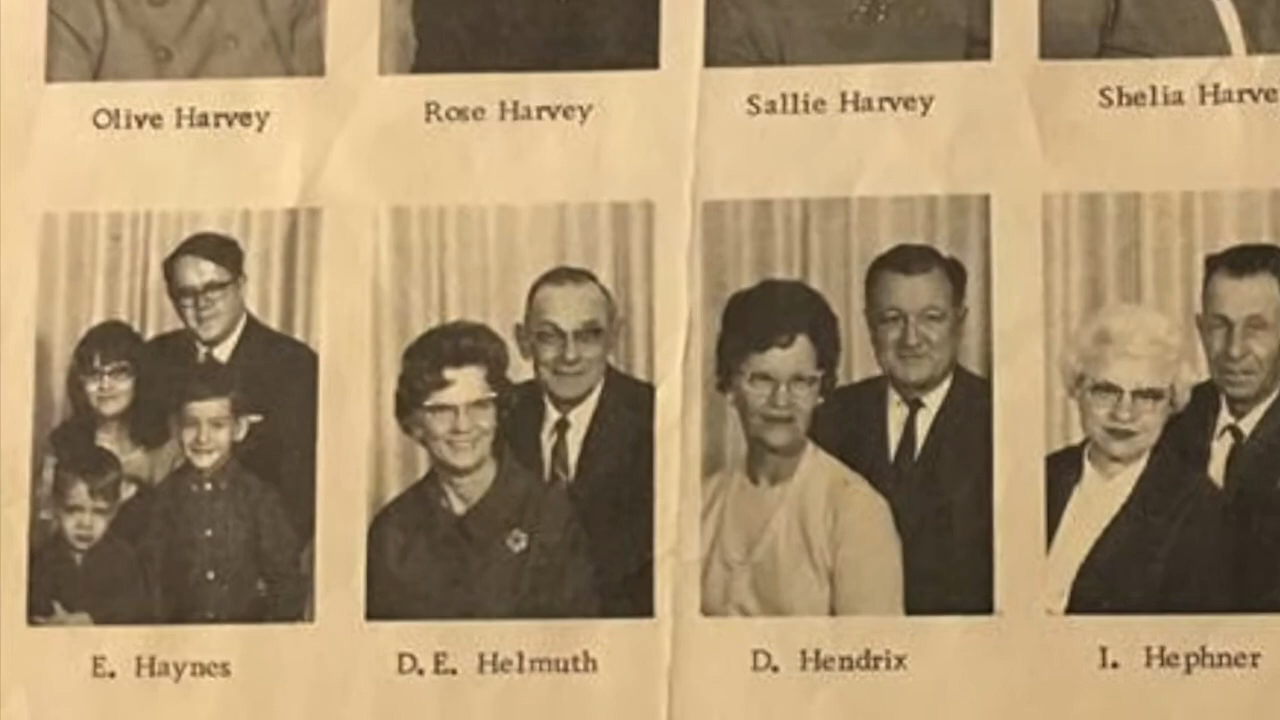 Olive Harvey
Rose Harvey
Sallie Harvey
Shelia Harve
E. Haynes
D. E. Helmuth
D. Hendrix
I. Hephner